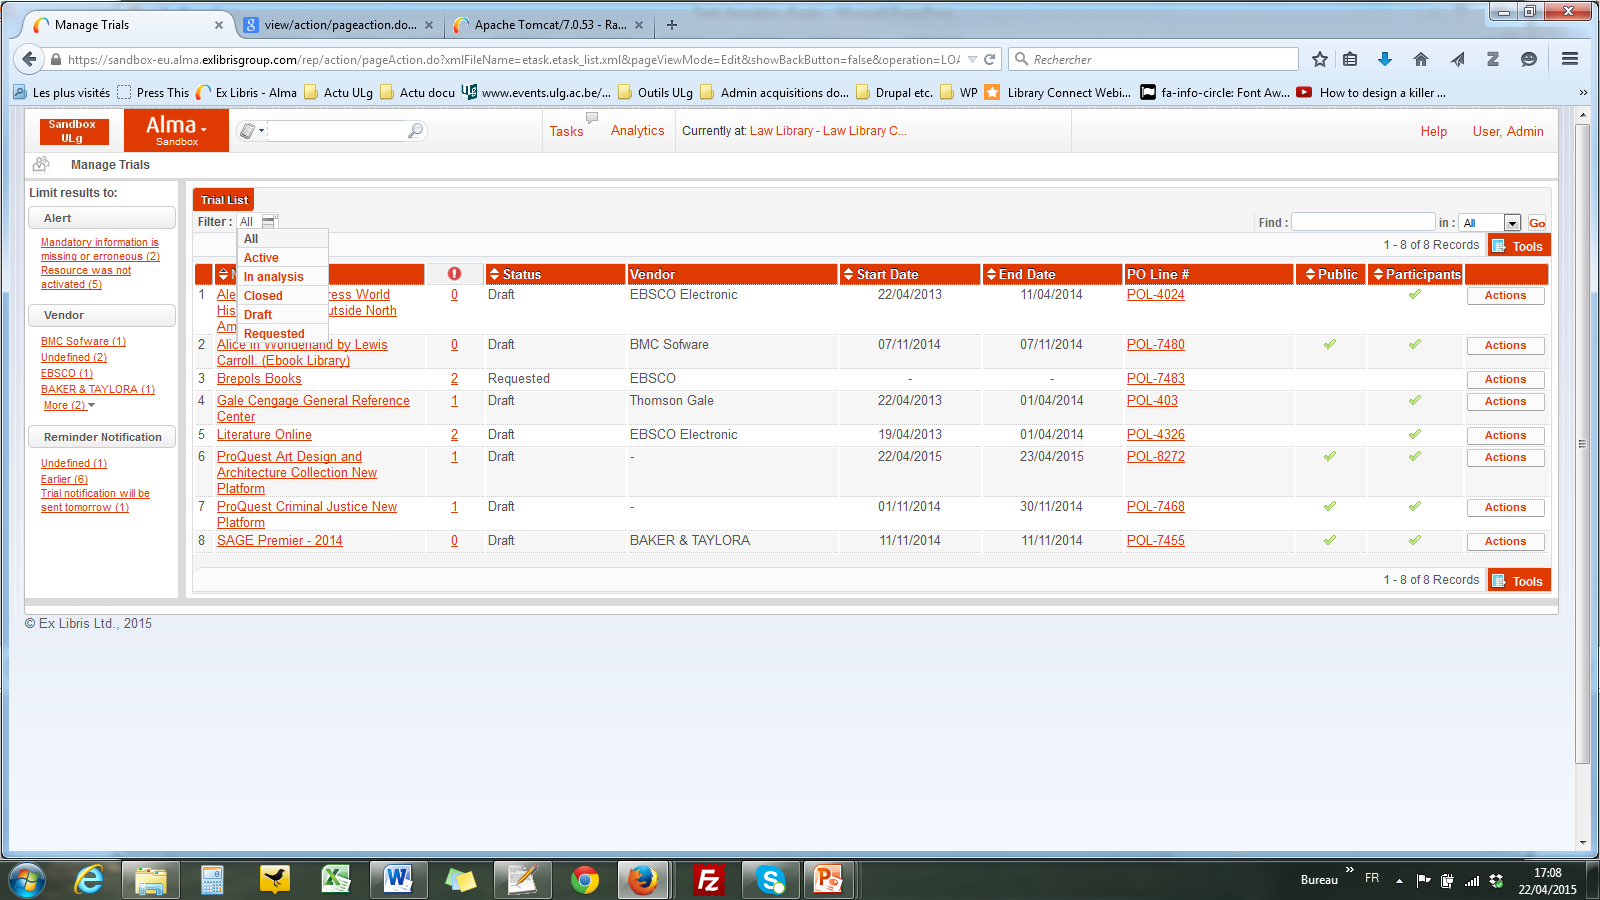 Manage Trials
view/action/pageaction.do...
Apache Tomcat/7.0.53 - Ra...
https://sandbox-eu.alma.exlibrisgroup.com/rep/action/pageAction.do?xmlFileName=etask.etask_list.xml&pageViewMode=Edit&showBackButton=false&operation=LOA
Rechercher
Les plus visités
Press This
Ex Libris - Alma
Actu ULg
Actu docu
www.events.ulg.ac.be/...
Outils ULg
Admin acquisitions do...
Drupal etc.
WP
Library Connect Webi...
fa-info-circle: Font Aw...
How to design a killer ...
Sandbox
ULg
Alma
Sandbox
Tasks
Analytics
Currently at: Law Library - Law Library C...
Help
User, Admin
Manage Trials
Limit results to:
Alert
Mandatory information is
missing or erroneous (2)
Resource was not
activated (5)
Vendor
BMC Sofware (1)
Undefined (2)
EBSCO (1)
BAKER & TAYLORA (1)
More (2)
Reminder Notification
Undefined (1)
Earlier (6)
Trial notification will be
sent tomorrow (1)
Trial List
Filter : All
All
Active
In analysis
Closed
Draft
Requested
Find :
in : All
Go
1 - 8 of 8 Records
Tools
Status Vendor Start Date End Date PO Line # Public Participants
1 Ale ress World 0 Draft EBSCO Electronic 22/04/2013 11/04/2014 POL-4024 Actions
His utside North
Am
2 Alice in Wonderland by Lewis 0 Draft BMC Sofware 07/11/2014 07/11/2014 POL-7480 Actions
Carroll. (Ebook Library)
3 Brepols Books 2 Requested EBSCO - - POL-7483 Actions
4 Gale Cengage General Reference 1 Draft Thomson Gale 22/04/2013 01/04/2014 POL-403 Actions
Center
5 Literature Online 2 Draft EBSCO Electronic 19/04/2013 01/04/2014 POL-4326 Actions
6 ProQuest Art Design and 1 Draft - 22/04/2015 23/04/2015 POL-8272 Actions
Architecture Collection New
Platform
7 ProQuest Criminal Justice New 1 Draft - 01/11/2014 30/11/2014 POL-7468 Actions
Platform
8 SAGE Premier - 2014 0 Draft BAKER & TAYLORA 11/11/2014 11/11/2014 POL-7455 Actions
1 - 8 of 8 Records
Tools
© Ex Libris Ltd., 2015
Bureau
FR
17:08
22/04/2015